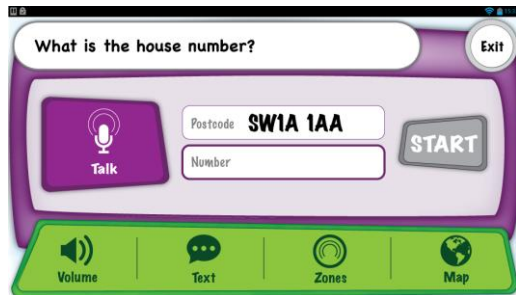 What is the house number?
Exit
Postcode SW1A 1AA
Number
Talk
START
Volume
Text
Zones
Map